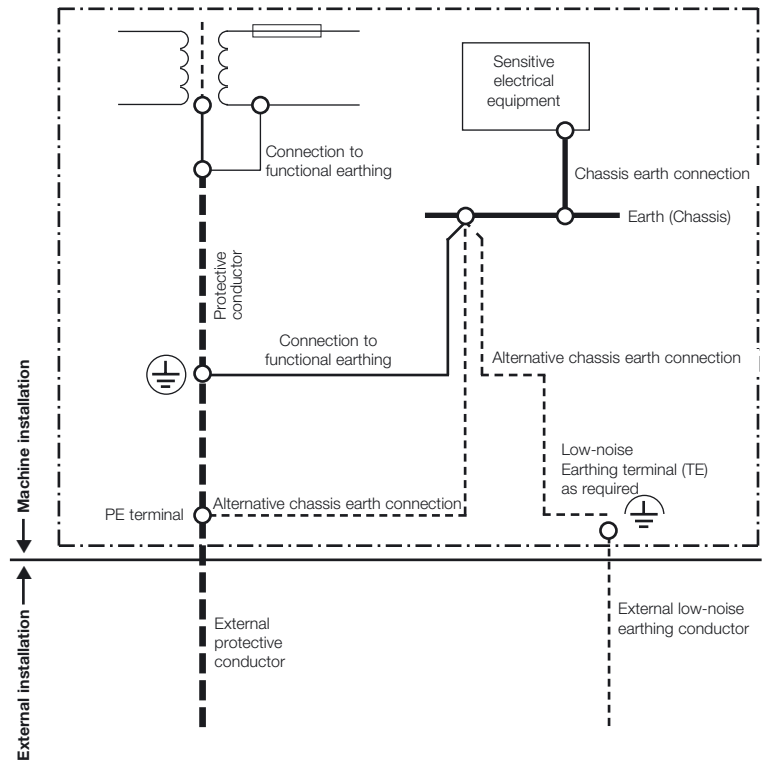 Sensitive
electrical
equipment
Connection to
functional earthing
Chassis earth connection
Earth (Chassis)
Protective
conductor
Connection to
functional earthing
Alternative chassis earth connection
Machine installation
Low-noise
Earthing terminal (TE)
as required
PE terminal
Alternative chassis earth connection
External installation
External
protective
conductor
External low-noise
earthing conductor